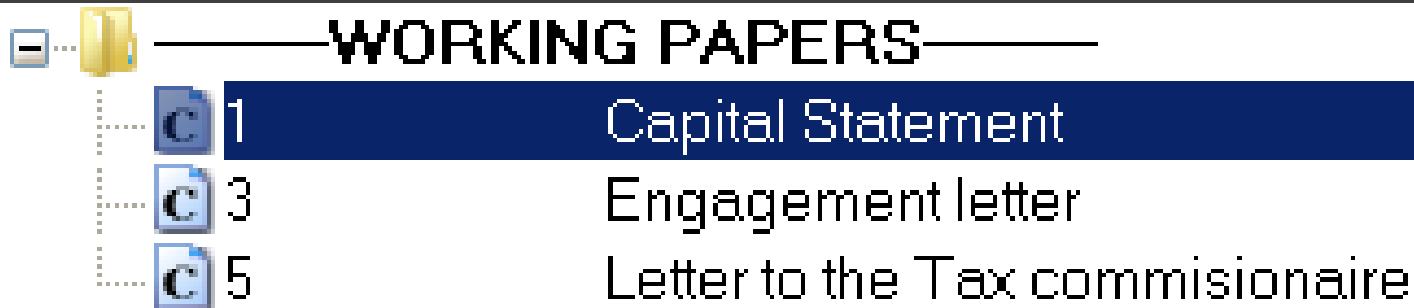 WORKING PAPERS
1 Capital Statement
3 Engagement letter
5 Letter to the Tax commisionaire